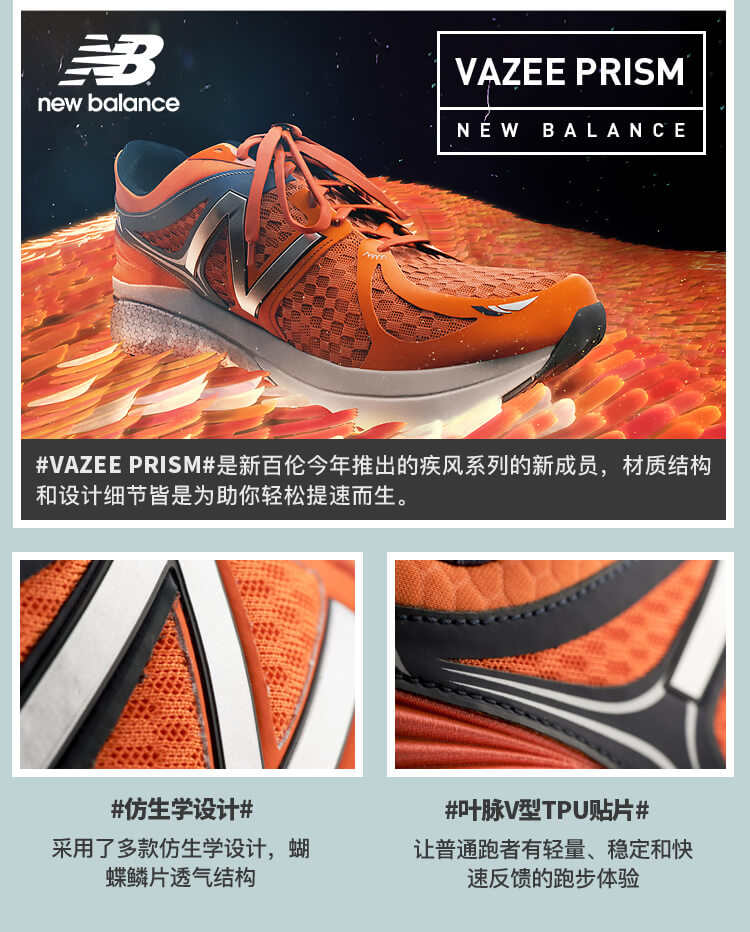 NB
new balance
VAZEE PRISM
NEW BALANCE
#VAZEE PRISM#是新百伦今年推出的疾风系列的新成员，材质结构
和设计细节皆是为助你轻松提速而生。
#仿生学设计#
采用了多款仿生学设计，蝴
蝶鳞片透气结构
#叶脉V型TPU贴片#
让普通跑者有轻量、稳定和快
速反馈的跑步体验